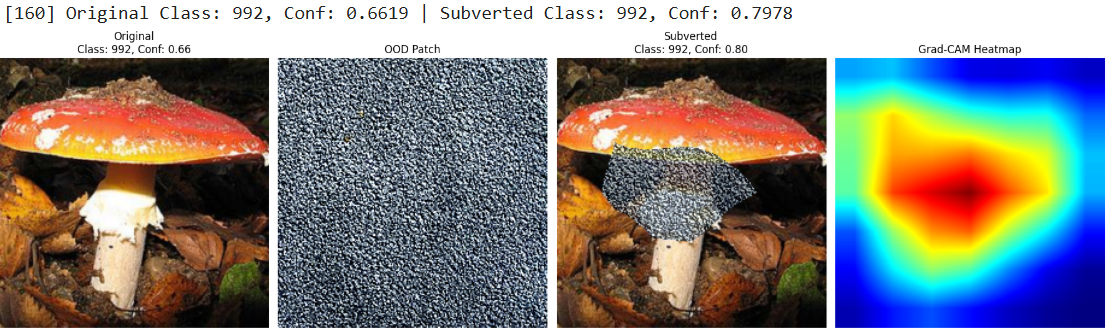 [160] Original Class: 992, Conf: 0.6619 | Subverted Class: 992, Conf: 0.7978
Original
Class: 992, Conf: 0.66
OOD Patch
Subverted
Class: 992, Conf: 0.80
Grad-CAM Heatmap